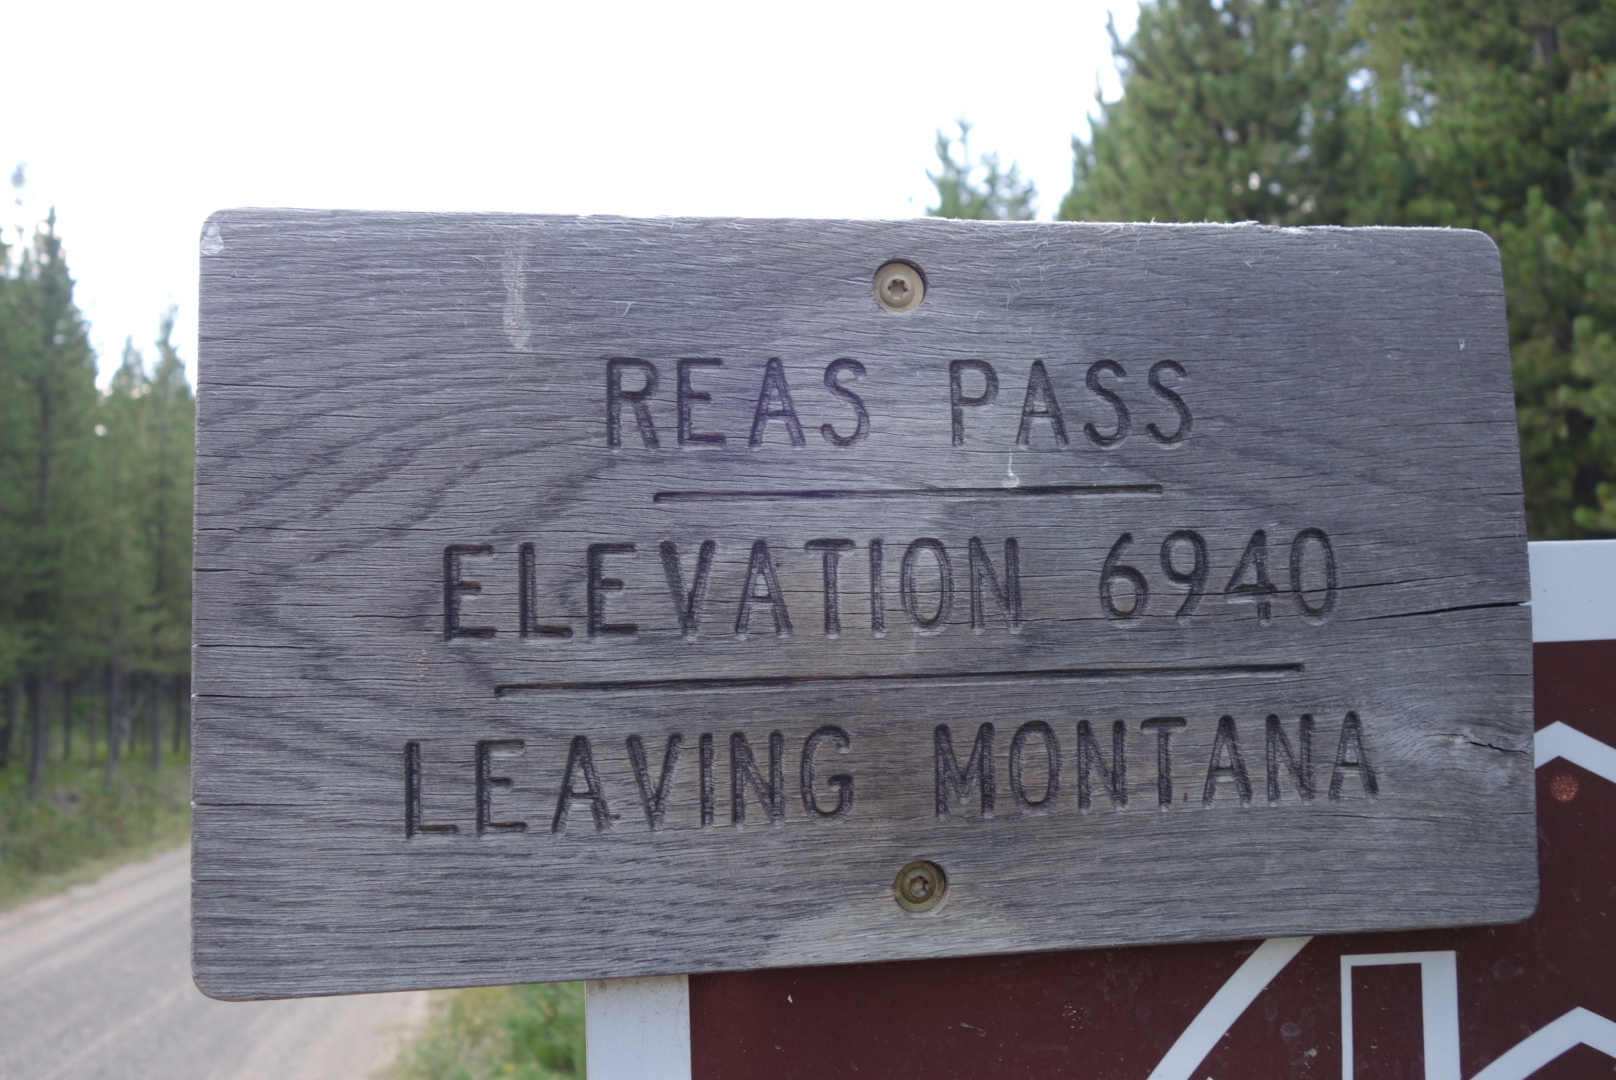 REAS PASS
ELEVATION 6940
LEAVING MONTANA